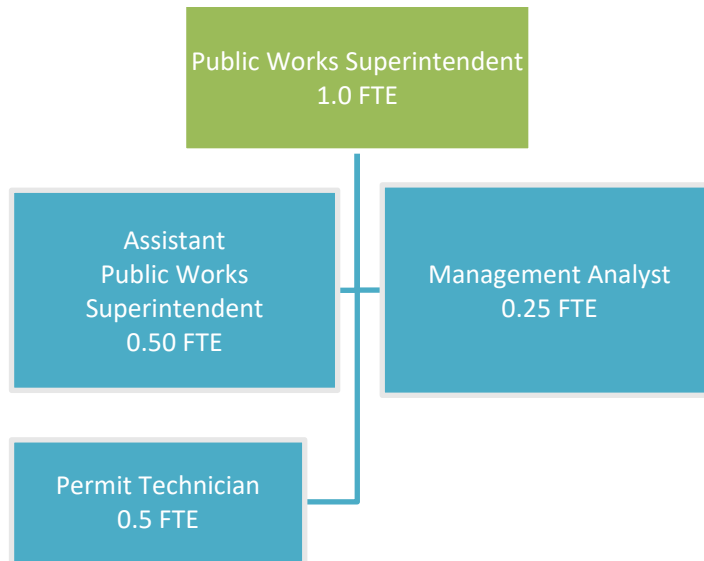 Public Works Superintendent
1.0 FTE
Assistant
Public Works
Superintendent
0.50 FTE
Management Analyst
0.25 FTE
Permit Technician
0.5 FTE